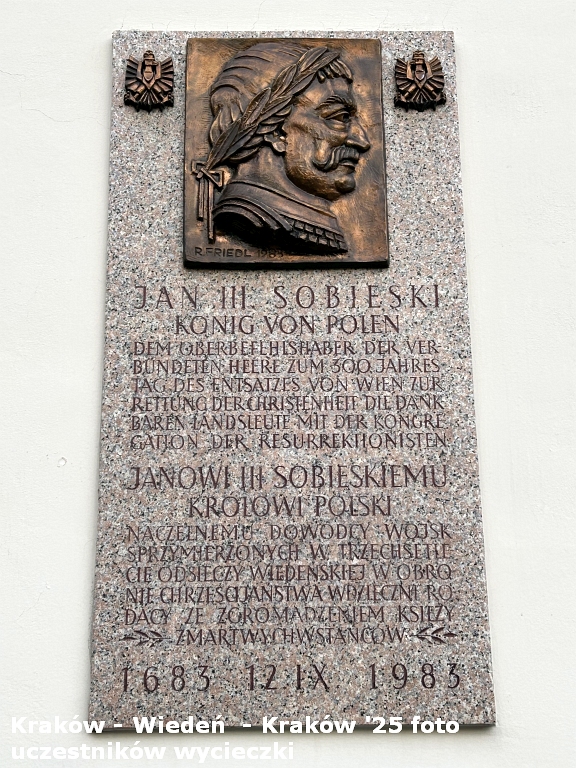 R. FRIEDL 1983
JAN III SOBIESKI
KÖNIG VON POLEN
DEM OBERBEFEHLSHABER DER VER
BÜNDETEN HEERE ZUM 300. JAHRES-
TAG DES ENTSATZES VON WIEN ZUR
RETTUNG DER CHRISTENHEIT DIE DANK-
BAREN LANDSLEUTE MIT DER KONGRE-
GATION DER RESURREKTIONISTEN
JANOWI III SOBIESKIEMU
KRÓLOWI POLSKI
NACZELNEMU DOWÓDCY WOJSK
SPRZYMIERZONYCH W TRZECHSETLE
CIE ODSIECZY WIEDEŃSKIEJ W OBRO
NIE CHRZEŚCIJAŃSTWA WDZIĘCZNI RO
DACY ZE ZGROMADZENIEM KSIĘŻY
ZMARTWYCHWSTAŃCÓW
1683 12.IX 1983
Kraków - Wiedeń - Kraków '25 foto
uczestników wycieczki